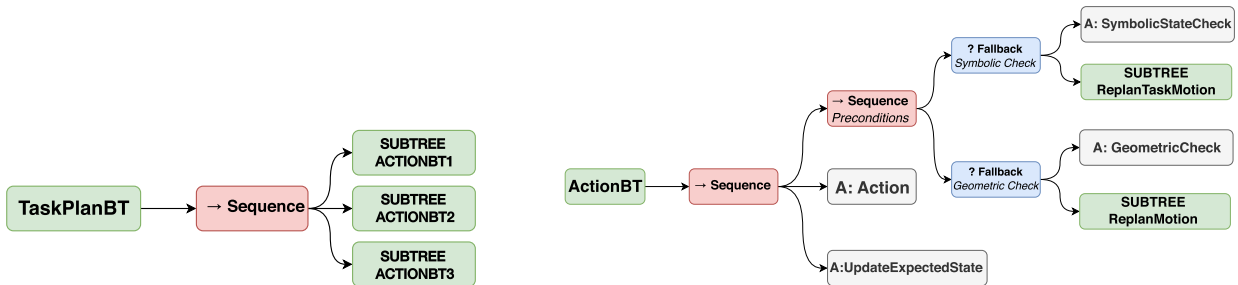 TaskPlanBT
→ Sequence
SUBTREE
ACTIONBT1
SUBTREE
ACTIONBT2
SUBTREE
ACTIONBT3
ActionBT
→ Sequence
→ Sequence
Preconditions
A: Action
A:UpdateExpectedState
? Fallback
Symbolic Check
? Fallback
Geometric Check
A: SymbolicStateCheck
SUBTREE
ReplanTaskMotion
A: GeometricCheck
SUBTREE
ReplanMotion